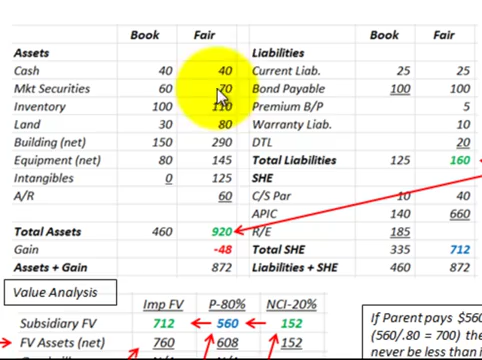 Book Fair Book Fair
Assets Liabilities
Cash 40 40 Current Liab. 25 25
Mkt Securities 60 70 Bond Payable 100 100
Inventory 100 110 Premium B/P 5
Land 30 80 Warranty Liab. 10
Building (net) 150 290 DTL 20
Equipment (net) 80 145 Total Liabilities 125 160
Intangibles 0 125 SHE
A/R 60 C/S Par 10 40
APIC 140 660
Total Assets 460 920 R/E 185
Gain -48 Total SHE 335 712
Assets + Gain 872 Liabilities + SHE 460 872
Value Analysis
Imp FV P-80% NCI-20%
Subsidiary FV 712 560 152
FV Assets (net) 760 608 152
If Parent pays $560
(560/.80 = 700) the
never be less than i